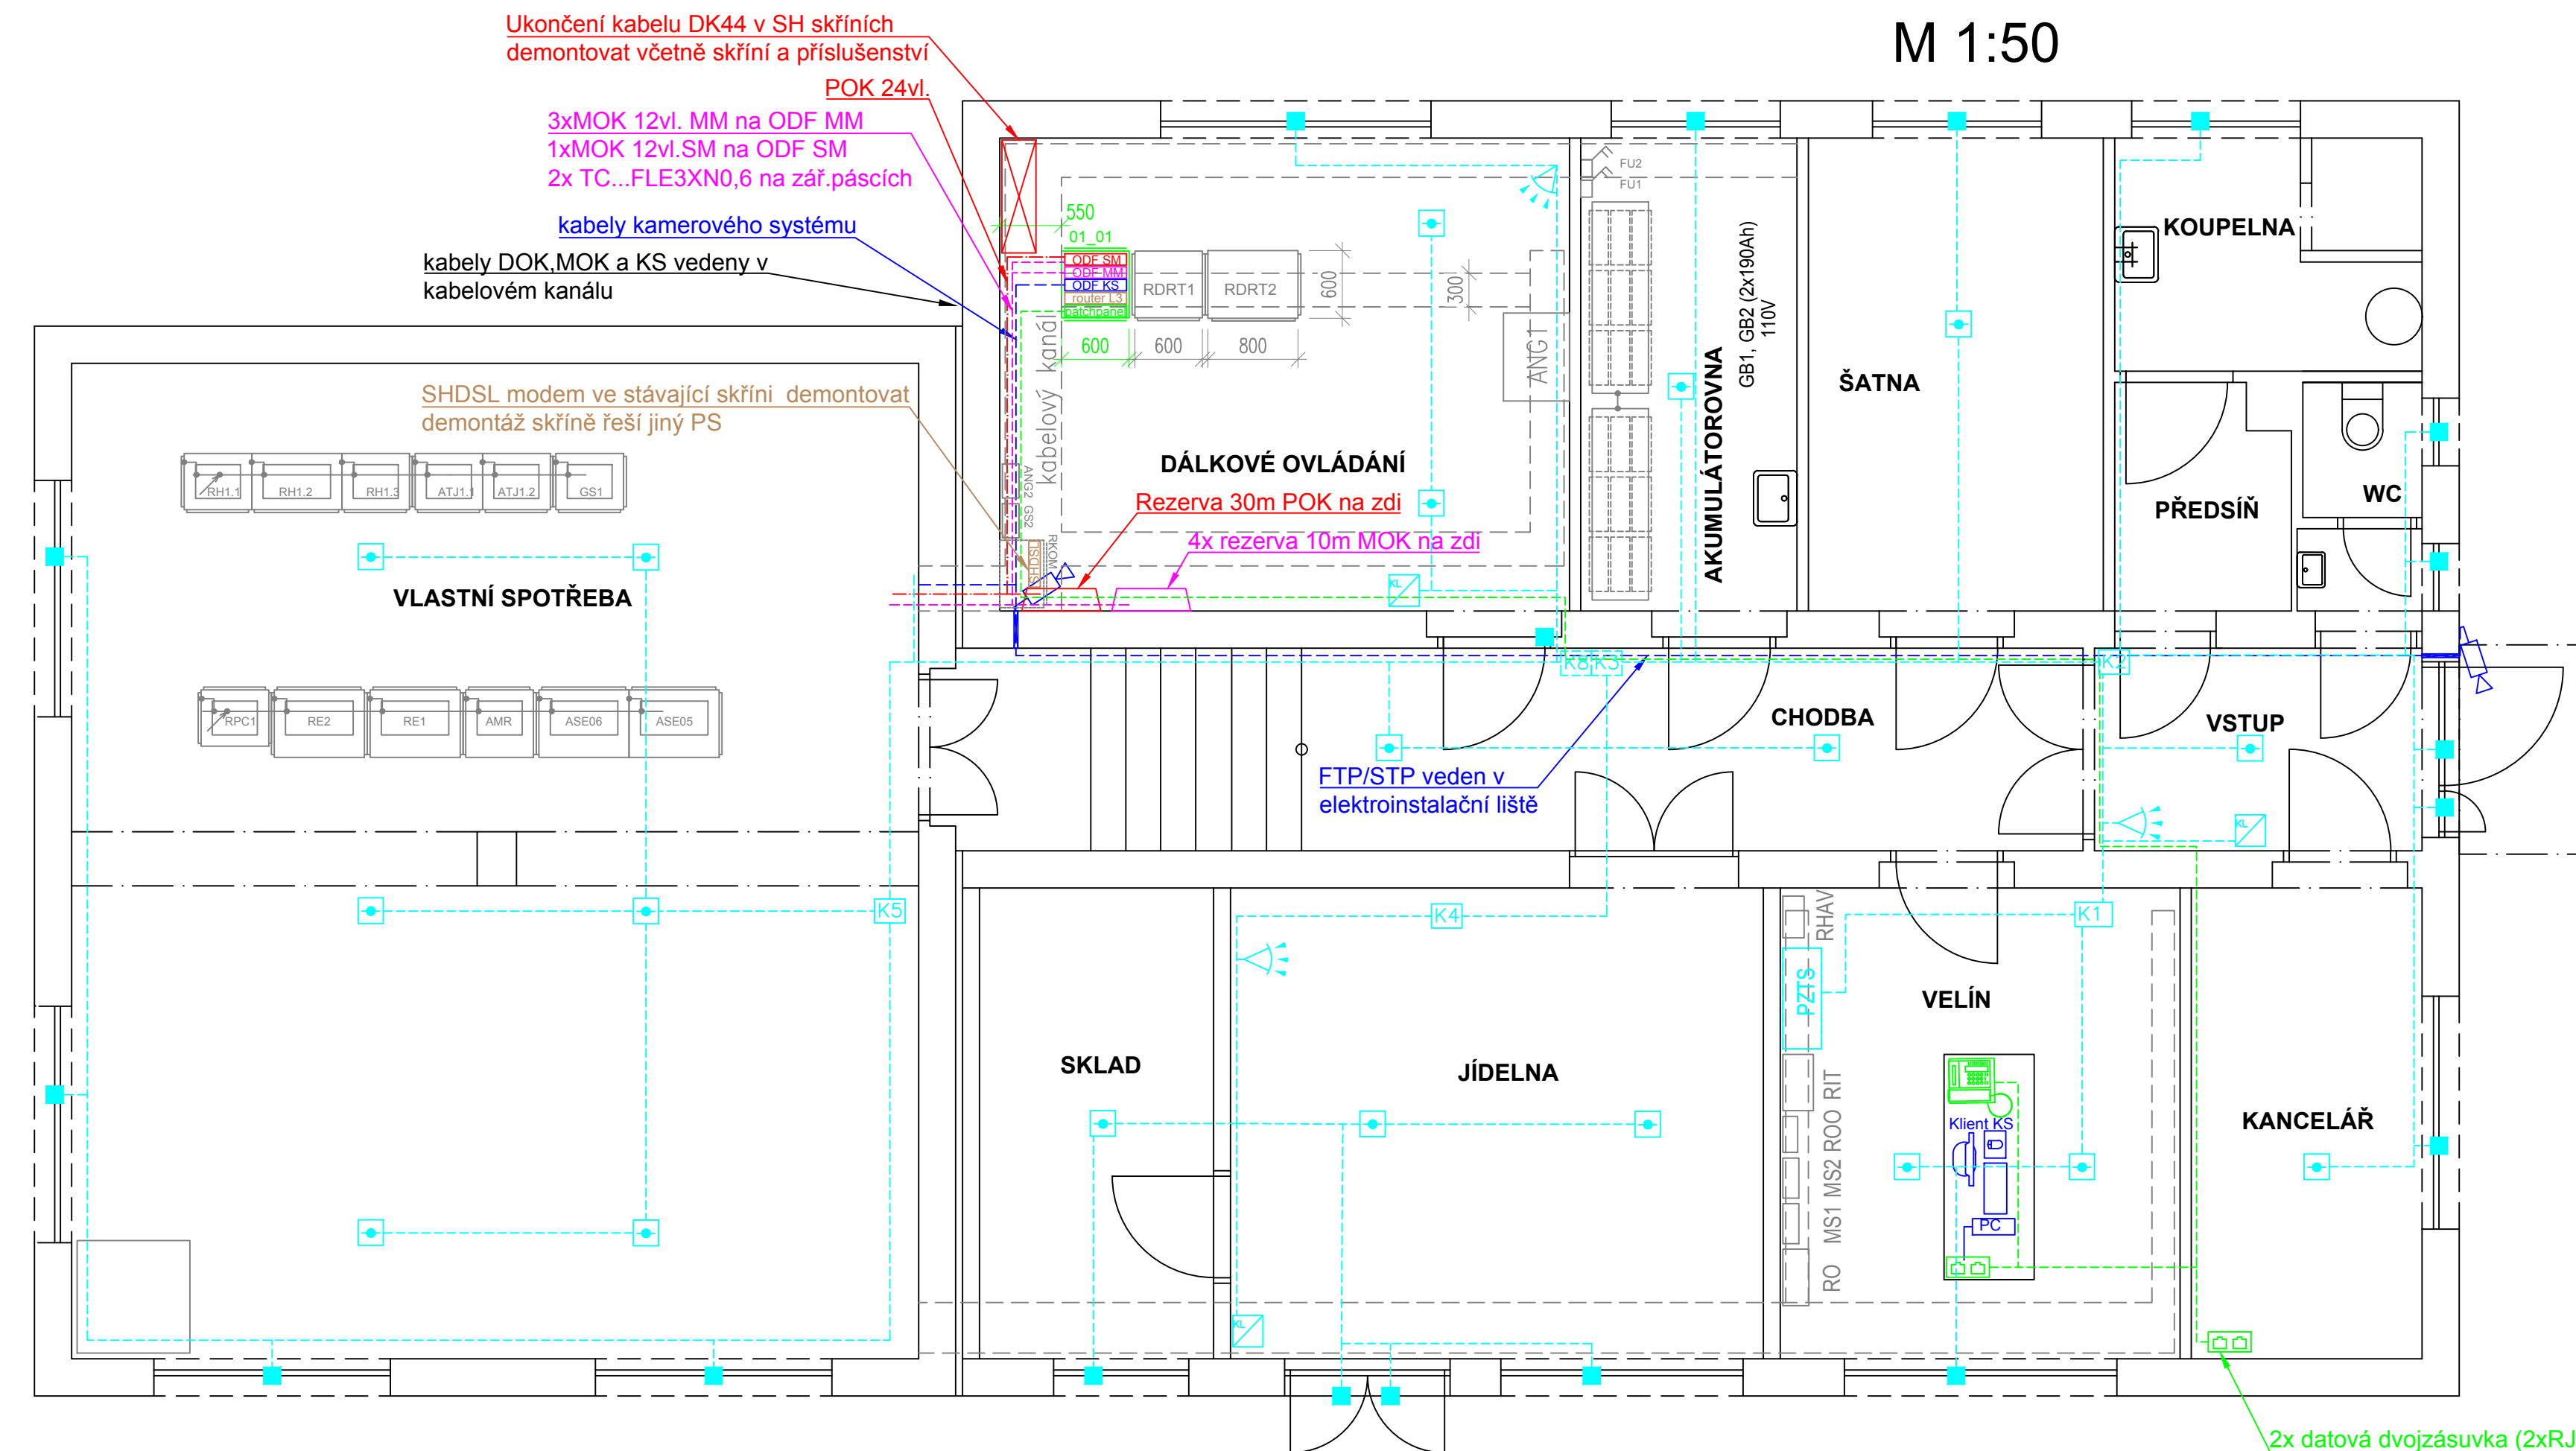 M 1:50
Ukončení kabelu DK44 v SH skříních
demontovat včetně skříní a příslušenství
POK 24vl.
3xMOK 12vl. MM na ODF MM
1xMOK 12vl.SM na ODF SM
2x TC...FLE3XN0,6 na zář.páscích
kabely kamerového systému
kabely DOK,MOK a KS vedeny v
kabelovém kanálu
SHDSL modem ve stávající skříni demontovat
demontáž skříně řeší jiný PS
550
01_01
ODF SM
ODF MM
ODF KS
router L3
patchpanel
RDRT1
RDRT2
600
300
600
600
800
kabelový kanál
ANG1
FU2
FU1
GB1, GB2 (2x190Ah)
110V
AKUMULÁTOROVNA
ŠATNA
KOUPELNA
PŘEDSÍŇ
WC
DÁLKOVÉ OVLÁDÁNÍ
ANG2
GS2
RKOM
SHDSL
Rezerva 30m POK na zdi
4x rezerva 10m MOK na zdi
KL
RH1.1
RH1.2
RH1.3
ATJ1.1
ATJ1.2
GS1
VLASTNÍ SPOTŘEBA
RPC1
RE2
RE1
AMR
ASE06
ASE05
K8
K3
K2
CHODBA
VSTUP
FTP/STP veden v
elektroinstalační liště
KL
K5
K4
K1
RHAV
PZTS
VELÍN
SKLAD
JÍDELNA
KANCELÁŘ
RIT
ROO
MS2
MS1
RO
Klient KS
PC
KL
2x datová dvojzásuvka (2xRJ